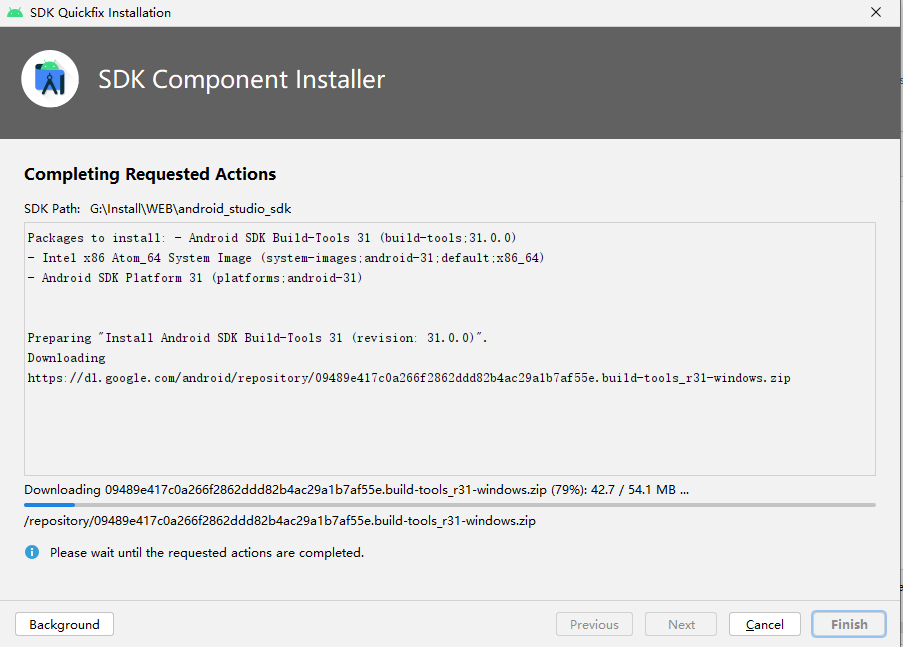 SDK Quickfix Installation
SDK Component Installer
Completing Requested Actions
SDK Path: G:\Install\WEB\android_studio_sdk
Packages to install: - Android SDK Build-Tools 31 (build-tools;31.0.0)
- Intel x86 Atom_64 System Image (system-images;android-31;default;x86_64)
- Android SDK Platform 31 (platforms;android-31)
Preparing "Install Android SDK Build-Tools 31 (revision: 31.0.0)".
Downloading
https://dl.google.com/android/repository/09489e417c0a266f2862ddd82b4ac29a1b7af55e.build-tools_r31-windows.zip
Downloading 09489e417c0a266f2862ddd82b4ac29a1b7af55e.build-tools_r31-windows.zip (79%): 42.7 / 54.1 MB ...
/repository/09489e417c0a266f2862ddd82b4ac29a1b7af55e.build-tools_r31-windows.zip
Please wait until the requested actions are completed.
Background
Previous
Next
Cancel
Finish